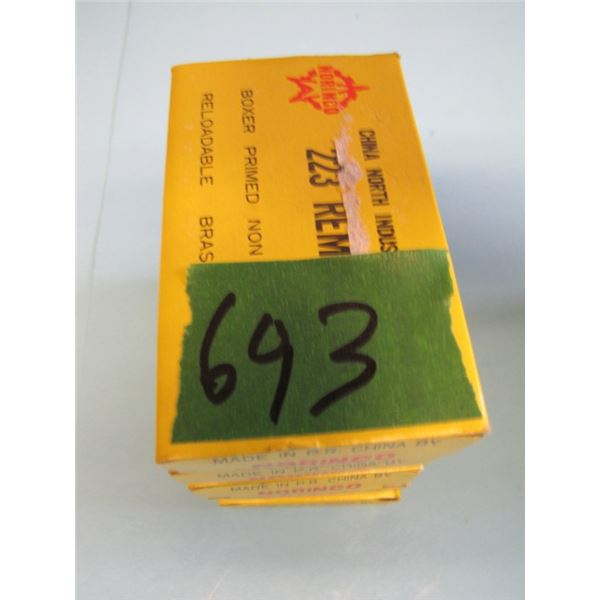 NORINCO
CHINA NORTH INDUS
223 REM
BOXER PRIMED NON
RELOADABLE BRAS
693
MADE IN P.R. CHINA BY
NORINCO
MADE IN P.R. CHINA BY
MADE IN P.R. CHINA BY
NORINCO